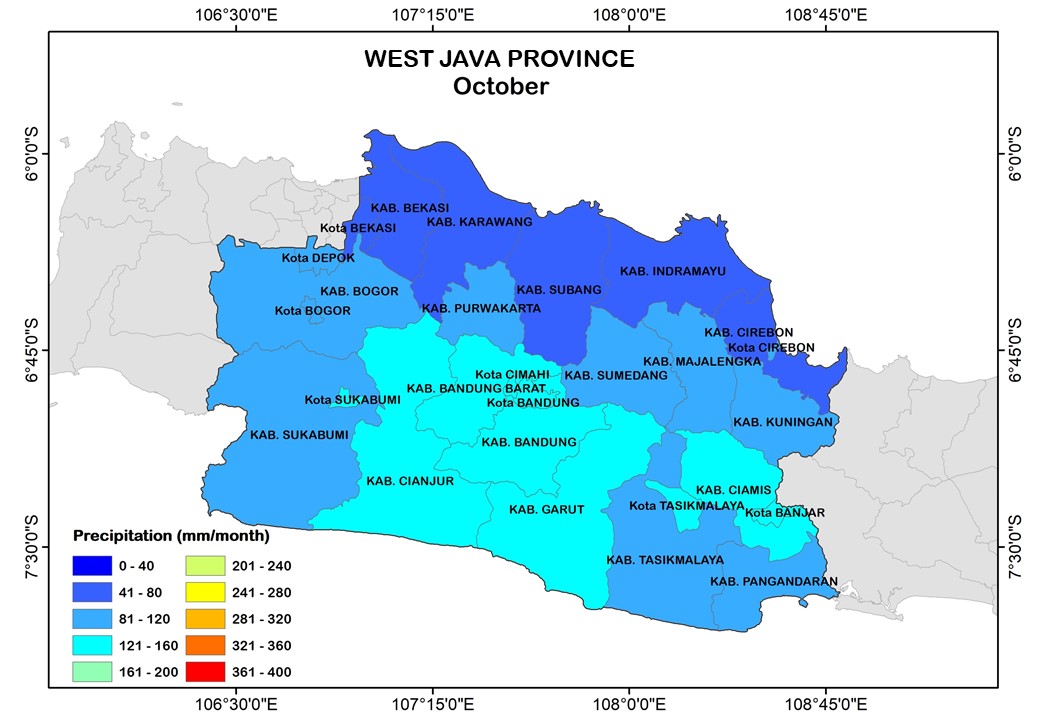 106°30'0"E 107°15'0"E 108°00'0"E 108°45'0"E
WEST JAVA PROVINCE
October
6°0'0"S
6°0'0"S
KAB. BEKASI
KAB. KARAWANG
Kota BEKASI
Kota DEPOK
KAB. INDRAMAYU
KAB. BOGOR
KAB. SUBANG
Kota BOGOR
KAB. PURWAKARTA
KAB. CIREBON
Kota CIREBON
6°45'0"S
6°45'0"S
KAB. MAJALENGKA
Kota CIMAHI
KAB. SUMEDANG
KAB. BANDUNG BARAT
Kota SUKABUMI
Kota BANDUNG
KAB. KUNINGAN
KAB. SUKABUMI
KAB. BANDUNG
KAB. CIANJUR
KAB. CIAMIS
KAB. GARUT
Kota TASIKMALAYA
Kota BANJAR
7°30'0"S
7°30'0"S
KAB. TASIKMALAYA
KAB. PANGANDARAN
Precipitation (mm/month)
0 - 40
41 - 80
81 - 120
121 - 160
161 - 200
201 - 240
241 - 280
281 - 320
321 - 360
361 - 400
106°30'0"E 107°15'0"E 108°00'0"E 108°45'0"E